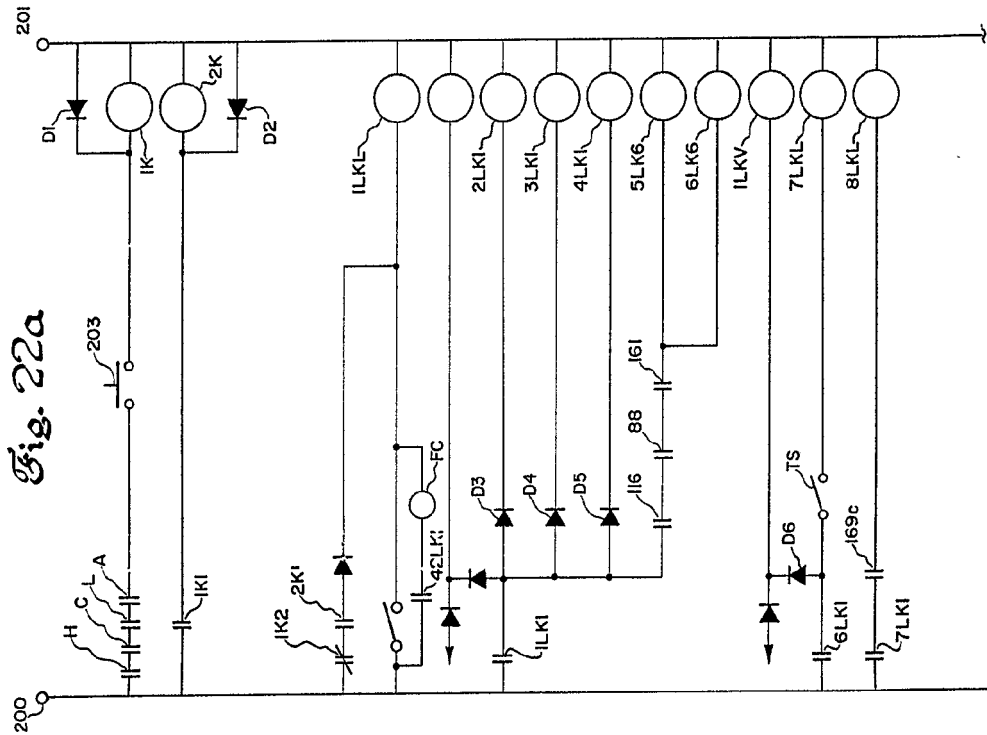 Fig. 22a
200
201
H
C
L
A
203
D1
1K
2K
D2
1K1
1K2
2K1
1LKL
FC
42LK1
D3
D4
D5
2LK1
3LK1
4LK1
116
88
161
5LK6
6LK6
1LK1
1LKV
D6
TS
7LKL
6LK1
7LK1
169c
8LKL